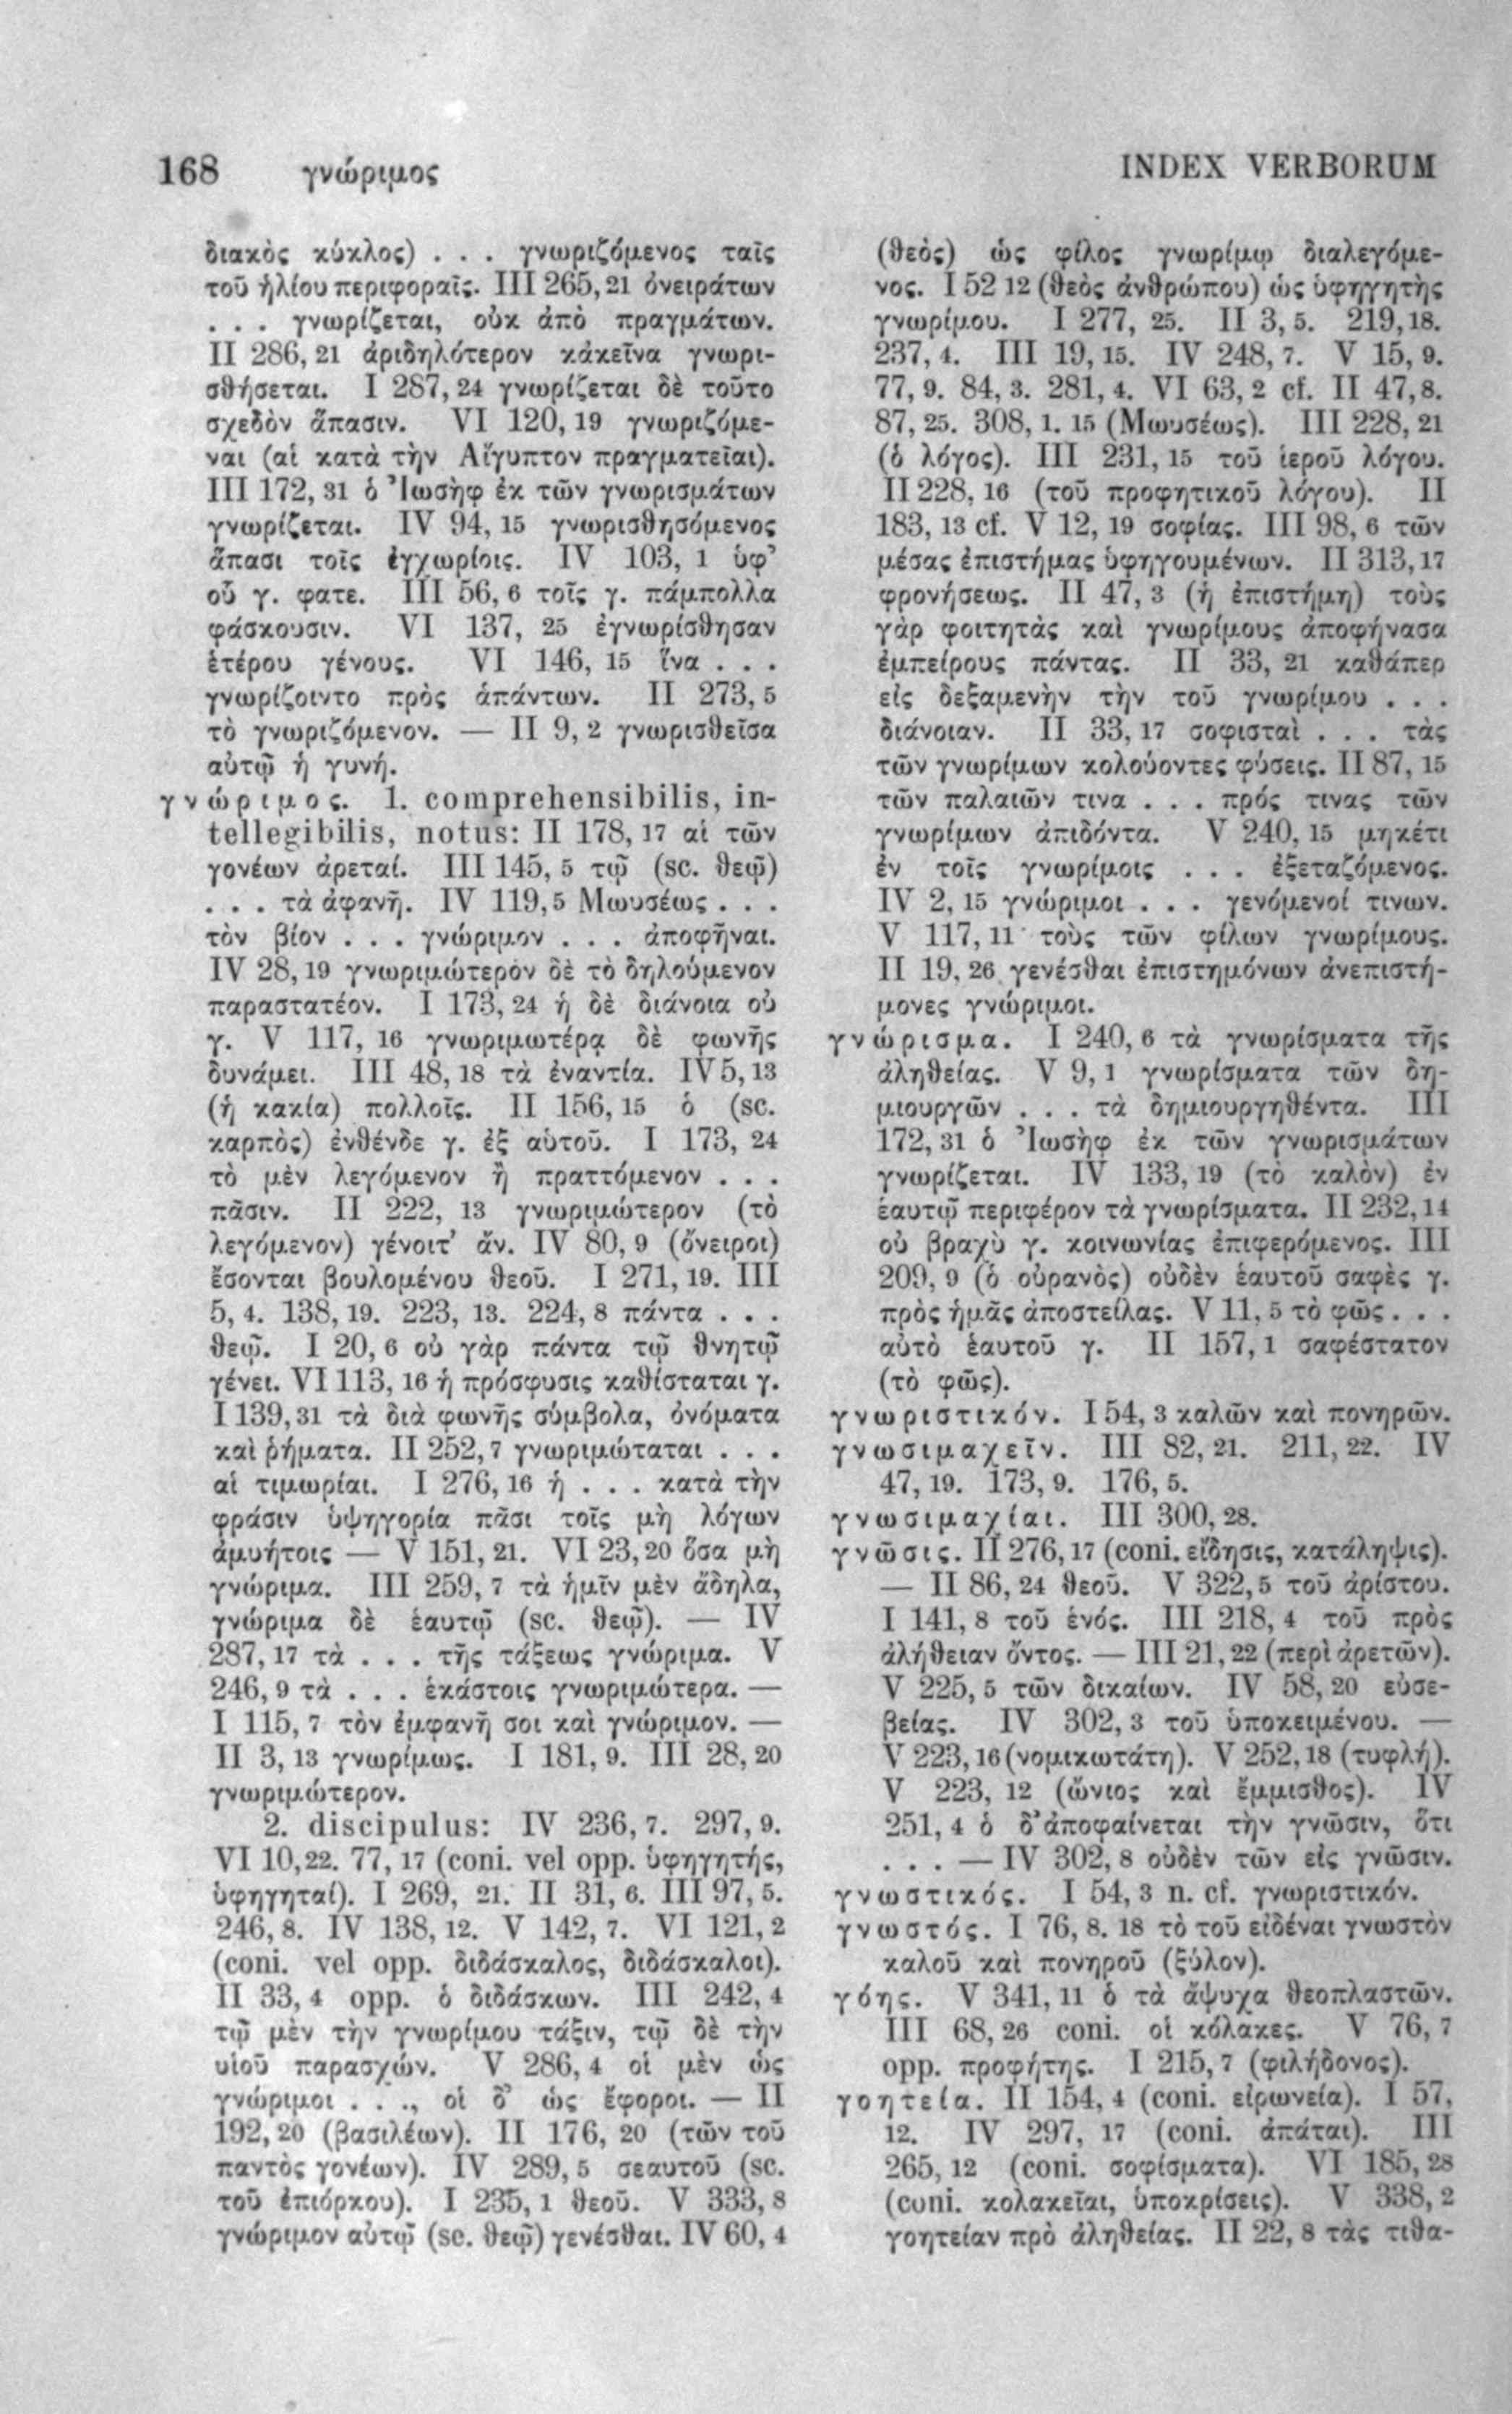 168 γνώριμος INDEX VERBORUM
διακὸς κύκλος) . . . γνωριζόμενος ταῖς
τοῦ ἡλίου περιφοραῖς. III 265, 21 ὀνειράτων
. . . γνωρίζεται, οὐκ ἀπὸ πραγμάτων.
II 286, 21 ἀριδηλότερον κἀκεῖνα γνωρι-
σθήσεται. I 287, 24 γνωρίζεται δὲ τοῦτο
σχεδὸν ἅπασιν. VI 120, 19 γνωριζόμε-
ναι (αἱ κατὰ τὴν Αἴγυπτον πραγματεῖαι).
III 172, 31 ὁ Ἰωσὴφ ἐκ τῶν γνωρισμάτων
γνωρίζεται. IV 94, 15 γνωρισθησόμενος
ἅπασι τοῖς ἐγχωρίοις. IV 103, 1 ὑφ’
οὗ γ. φατε. III 56, 6 τοῖς γ. πάμπολλα
φάσκουσιν. VI 137, 25 ἐγνωρίσθησαν
ἑτέρου γένους. VI 146, 15 ἵνα . . .
γνωρίζοιντο πρὸς ἁπάντων. II 273, 5
τὸ γνωριζόμενον. — II 9, 2 γνωρισθεῖσα
αὐτῷ ἡ γυνή.
γνώριμος. 1. comprehensibilis, in-
tellegibilis, notus: II 178, 17 αἱ τῶν
γονέων ἀρεταί. III 145, 5 τῷ (sc. θεῷ)
. . . τὰ ἀφανῆ. IV 119, 5 Μωυσέως . . .
τὸν βίον . . . γνώριμον . . . ἀποφῆναι.
IV 28, 19 γνωριμώτερον δὲ τὸ δηλούμενον
παραστατέον. I 173, 24 ἡ δὲ διάνοια οὐ
γ. V 117, 16 γνωριμωτέρᾳ δὲ φωνῆς
δυνάμει. III 48, 18 τὰ ἐναντία. IV 5, 13
(ἡ κακία) πολλοῖς. II 156, 15 ὁ (sc.
καρπὸς) ἐνθένδε γ. ἐξ αὑτοῦ. I 173, 24
τὸ μὲν λεγόμενον ἢ πραττόμενον . . .
πᾶσιν. II 222, 13 γνωριμώτερον (τὸ
λεγόμενον) γένοιτ’ ἄν. IV 80, 9 (ὄνειροι)
ἔσονται βουλομένου θεοῦ. I 271, 19. III
5, 4. 138, 19. 223, 13. 224, 8 πάντα . . .
θεῷ. I 20, 6 οὐ γὰρ πάντα τῷ θνητῷ
γένει. VI 113, 16 ἡ πρόσφυσις καθίσταται γ.
I 139, 31 τὰ διὰ φωνῆς σύμβολα, ὀνόματα
καὶ ῥήματα. II 252, 7 γνωριμώταται . . .
αἱ τιμωρίαι. I 276, 16 ἡ . . . κατὰ τὴν
φράσιν ὑψηγορία πᾶσι τοῖς μὴ λόγων
ἀμυήτοις — V 151, 21. VI 23, 20 ὅσα μὴ
γνώριμα. III 259, 7 τὰ ἡμῖν μὲν ἄδηλα,
γνώριμα δὲ ἑαυτῷ (sc. θεῷ). — IV
287, 17 τὰ . . . τῆς τάξεως γνώριμα. V
246, 9 τὰ . . . ἑκάστοις γνωριμώτερα. —
I 115, 7 τὸν ἐμφανῆ σοι καὶ γνώριμον. —
II 3, 13 γνωρίμως. I 181, 9. III 28, 20
γνωριμώτερον.
2. discipulus: IV 236, 7. 297, 9.
VI 10, 22. 77, 17 (coni. vel opp. ὑφηγητής,
ὑφηγηταί). I 269, 21. II 31, 6. III 97, 5.
246, 8. IV 138, 12. V 142, 7. VI 121, 2
(coni. vel opp. διδάσκαλος, διδάσκαλοι).
II 33, 4 opp. ὁ διδάσκων. III 242, 4
τῷ μὲν τὴν γνωρίμου τάξιν, τῷ δὲ τὴν
υἱοῦ παρασχών. V 286, 4 οἱ μὲν ὡς
γνώριμοι . . ., οἱ δ’ ὡς ἔφοροι. — II
192, 20 (βασιλέων). II 176, 20 (τῶν τοῦ
παντὸς γονέων). IV 289, 5 σεαυτοῦ (sc.
τοῦ ἐπιόρκου). I 235, 1 θεοῦ. V 333, 8
γνώριμον αὐτῷ (sc. θεῷ) γενέσθαι. IV 60, 4
(θεὸς) ὡς φίλος γνωρίμῳ διαλεγόμε-
νος. I 52 12 (θεὸς ἀνθρώπου) ὡς ὑφηγητὴς
γνωρίμου. I 277, 25. II 3, 5. 219, 18.
237, 4. III 19, 15. IV 248, 7. V 15, 9.
77, 9. 84, 3. 281, 4. VI 63, 2 cf. II 47, 8.
87, 25. 308, 1. 15 (Μωυσέως). III 228, 21
(ὁ λόγος). III 231, 15 τοῦ ἱεροῦ λόγου.
II 228, 16 (τοῦ προφητικοῦ λόγου). II
183, 13 cf. V 12, 19 σοφίας. III 98, 6 τῶν
μέσας ἐπιστήμας ὑφηγουμένων. II 313, 17
φρονήσεως. II 47, 3 (ἡ ἐπιστήμη) τοὺς
γὰρ φοιτητὰς καὶ γνωρίμους ἀποφήνασα
ἐμπείρους πάντας. II 33, 21 καθάπερ
εἰς δεξαμενὴν τὴν τοῦ γνωρίμου . . .
διάνοιαν. II 33, 17 σοφισταὶ . . . τὰς
τῶν γνωρίμων κολούοντες φύσεις. II 87, 15
τῶν παλαιῶν τινα . . . πρός τινας τῶν
γνωρίμων ἀπιδόντα. V 240, 15 μηκέτι
ἐν τοῖς γνωρίμοις . . . ἐξεταζόμενος.
IV 2, 15 γνώριμοι . . . γενόμενοί τινων.
V 117, 11 τοὺς τῶν φίλων γνωρίμους.
II 19, 26 γενέσθαι ἐπιστημόνων ἀνεπιστή-
μονες γνώριμοι.
γνώρισμα. I 240, 6 τὰ γνωρίσματα τῆς
ἀληθείας. V 9, 1 γνωρίσματα τῶν δη-
μιουργῶν . . . τὰ δημιουργηθέντα. III
172, 31 ὁ Ἰωσὴφ ἐκ τῶν γνωρισμάτων
γνωρίζεται. IV 133, 19 (τὸ καλὸν) ἐν
ἑαυτῷ περιφέρον τὰ γνωρίσματα. II 232, 14
οὐ βραχὺ γ. κοινωνίας ἐπιφερόμενος. III
209, 9 (ὁ οὐρανὸς) οὐδὲν ἑαυτοῦ σαφὲς γ.
πρὸς ἡμᾶς ἀποστείλας. V 11, 5 τὸ φῶς . . .
αὐτὸ ἑαυτοῦ γ. II 157, 1 σαφέστατον
(τὸ φῶς).
γνωριστικόν. I 54, 3 καλῶν καὶ πονηρῶν.
γνωσιμαχεῖν. III 82, 21. 211, 22. IV
47, 19. 173, 9. 176, 5.
γνωσιμαχίαι. III 300, 28.
γνῶσις. II 276, 17 (coni. εἴδησις, κατάληψις).
— II 86, 24 θεοῦ. V 322, 5 τοῦ ἀρίστου.
I 141, 8 τοῦ ἑνός. III 218, 4 τοῦ πρὸς
ἀλήθειαν ὄντος. — III 21, 22 (περὶ ἀρετῶν).
V 225, 5 τῶν δικαίων. IV 58, 20 εὐσε-
βείας. IV 302, 3 τοῦ ὑποκειμένου. —
V 223, 16 (νομικωτάτη). V 252, 18 (τυφλή).
V 223, 12 (ὤνιος καὶ ἔμμισθος). IV
251, 4 ὁ δ’ ἀποφαίνεται τὴν γνῶσιν, ὅτι
. . . — IV 302, 8 οὐδὲν τῶν εἰς γνῶσιν.
γνωστικός. I 54, 3 n. cf. γνωριστικόν.
γνωστός. I 76, 8. 18 τὸ τοῦ εἰδέναι γνωστὸν
καλοῦ καὶ πονηροῦ (ξύλον).
γόης. V 341, 11 ὁ τὰ ἄψυχα θεοπλαστῶν.
III 68, 26 coni. οἱ κόλακες. V 76, 7
opp. προφήτης. I 215, 7 (φιλήδονος).
γοητεία. II 154, 4 (coni. εἰρωνεία). I 57,
12. IV 297, 17 (coni. ἀπάται). III
265, 12 (coni. σοφίσματα). VI 185, 28
(coni. κολακεῖαι, ὑποκρίσεις). V 338, 2
γοητείαν πρὸ ἀληθείας. II 22, 8 τὰς τιθα-